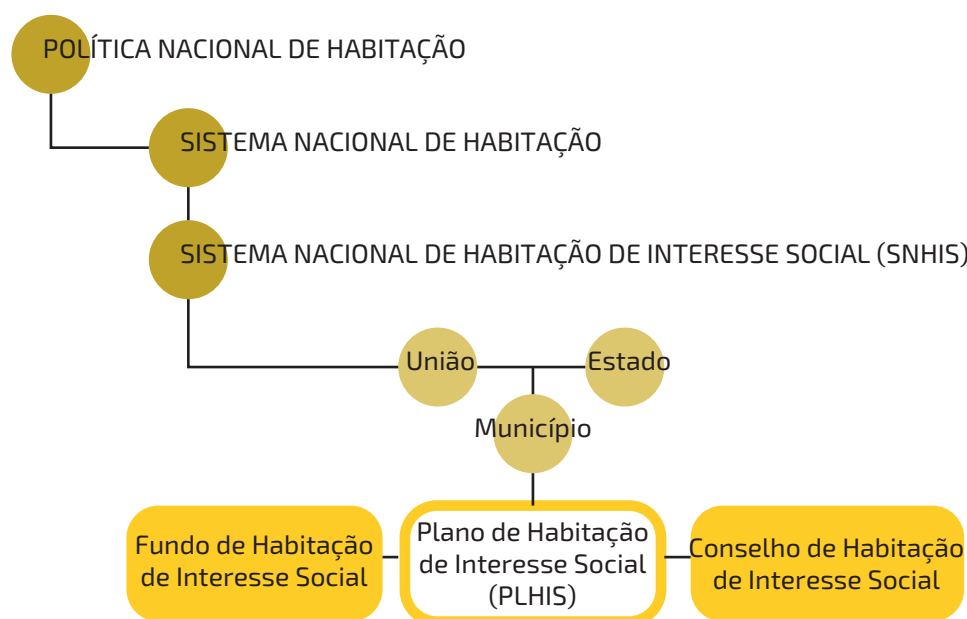 POLÍTICA NACIONAL DE HABITAÇÃO
SISTEMA NACIONAL DE HABITAÇÃO
SISTEMA NACIONAL DE HABITAÇÃO DE INTERESSE SOCIAL (SNHIS)
União
Estado
Município
Fundo de Habitação
de Interesse Social
Plano de Habitação
de Interesse Social
(PLHIS)
Conselho de Habitação
de Interesse Social